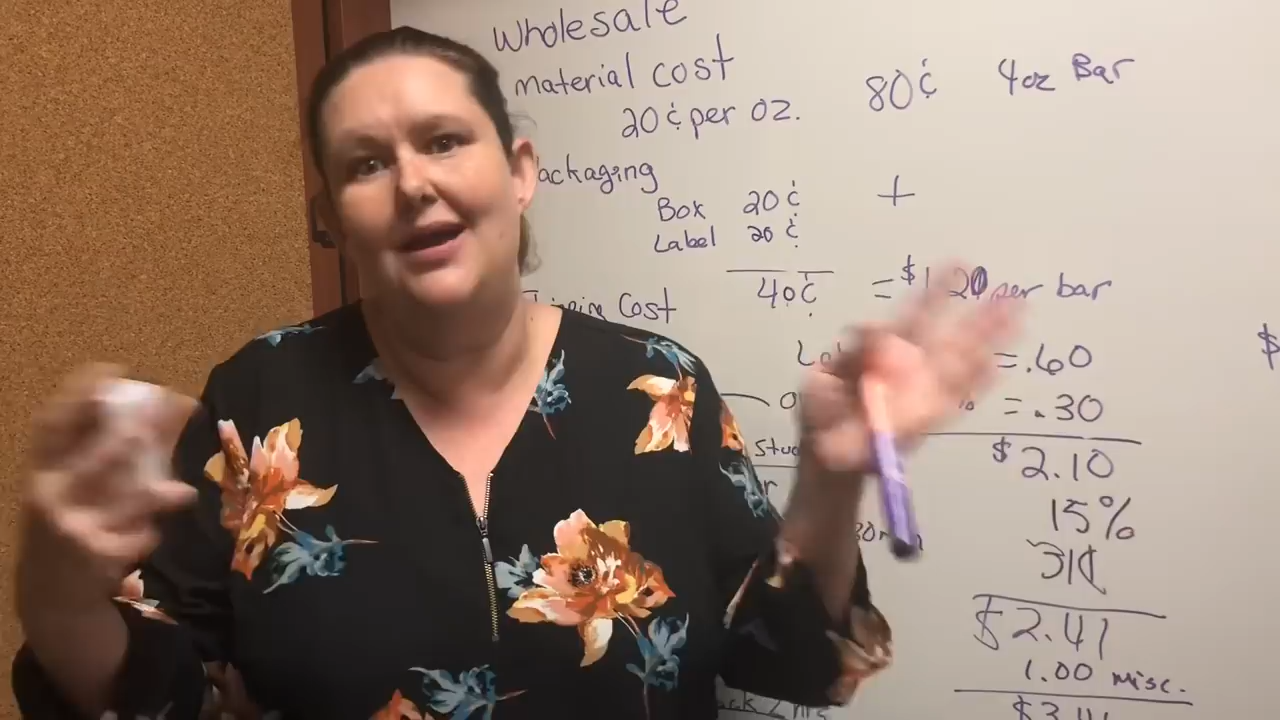 Wholesale
material cost
20¢ per oz.
80¢ 4oz Bar
ackaging
Box 20¢ +
Label 20¢
40¢ = $1.20 per bar
Cost
= .60
= .30
$2.10
15%
31¢
$2.41
1.00 misc.
$